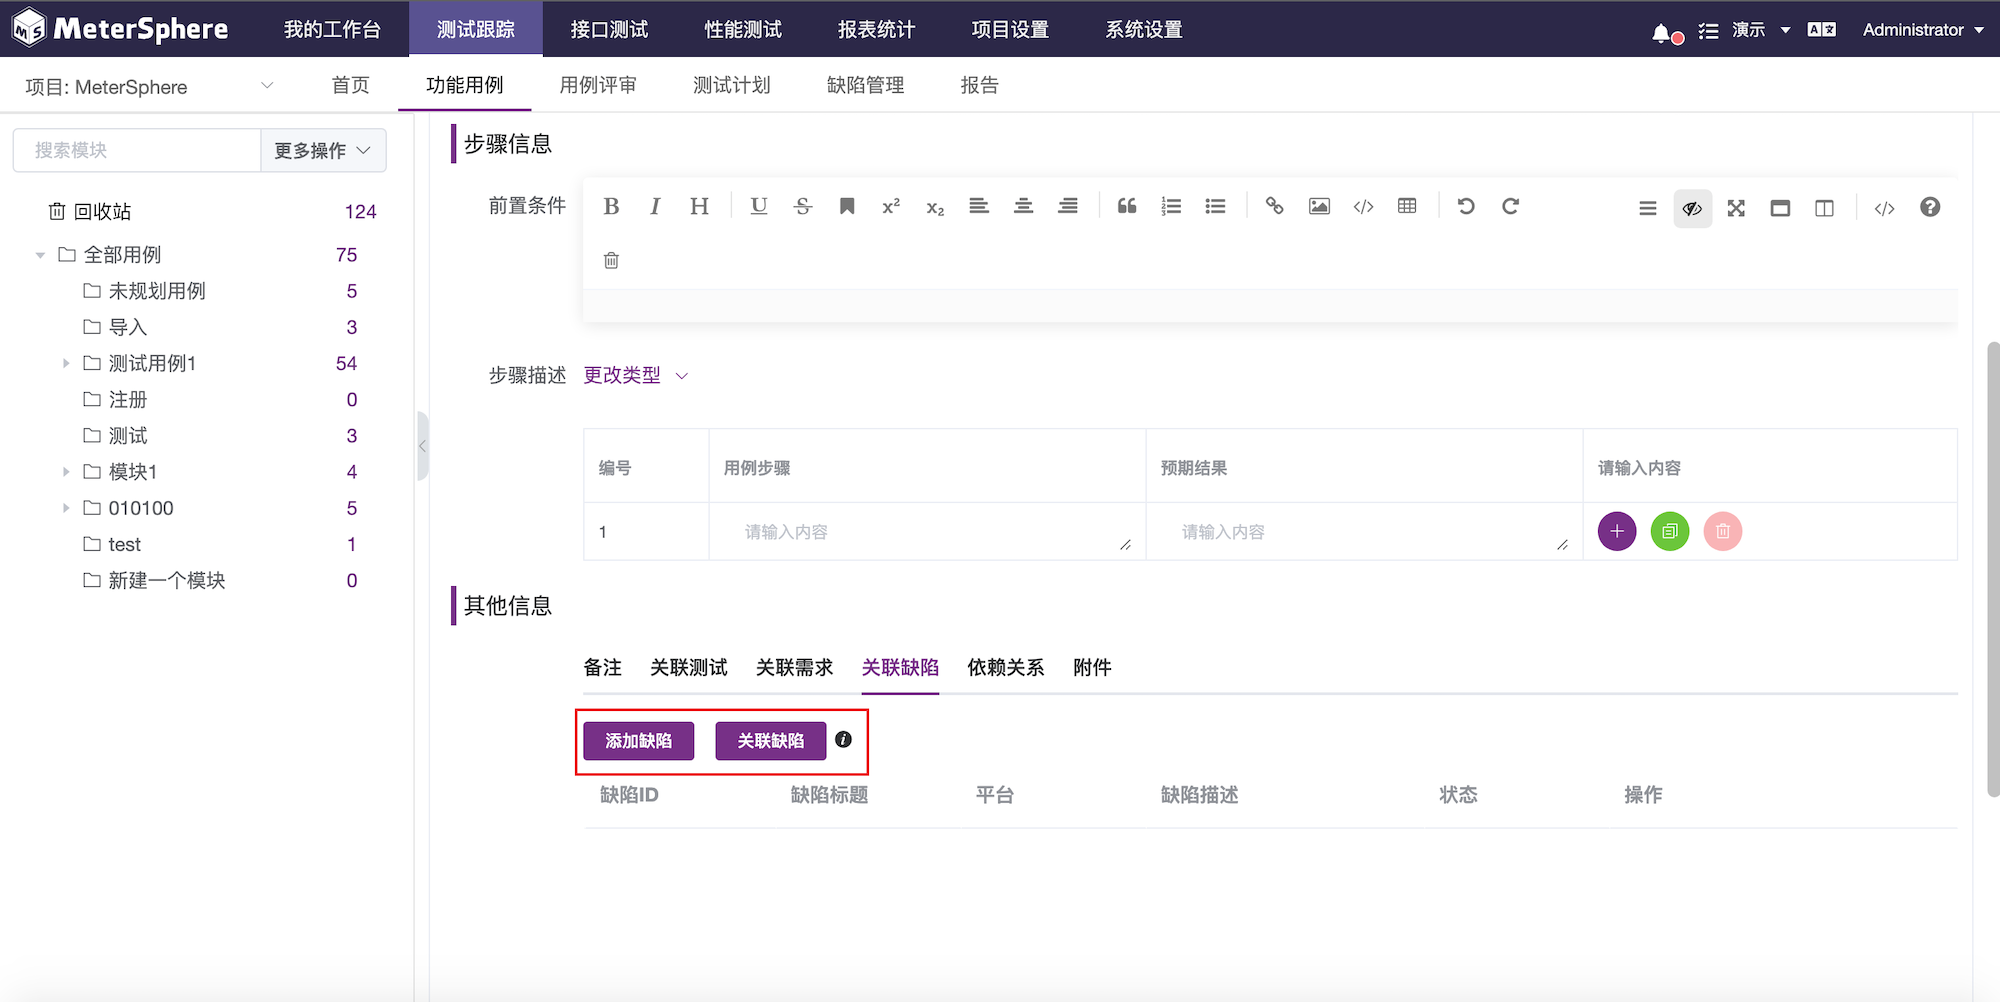 MeterSphere 我的工作台 测试跟踪 接口测试 性能测试 报表统计 项目设置 系统设置 演示 Administrator
项目: MeterSphere 首页 功能用例 用例评审 测试计划 缺陷管理 报告
搜索模块 更多操作
回收站 124
全部用例 75
未规划用例 5
导入 3
测试用例1 54
注册 0
测试 3
模块1 4
010100 5
test 1
新建一个模块 0
步骤信息
前置条件
步骤描述 更改类型
编号 用例步骤 预期结果 请输入内容
1 请输入内容 请输入内容
其他信息
备注 关联测试 关联需求 关联缺陷 依赖关系 附件
添加缺陷 关联缺陷
缺陷ID 缺陷标题 平台 缺陷描述 状态 操作